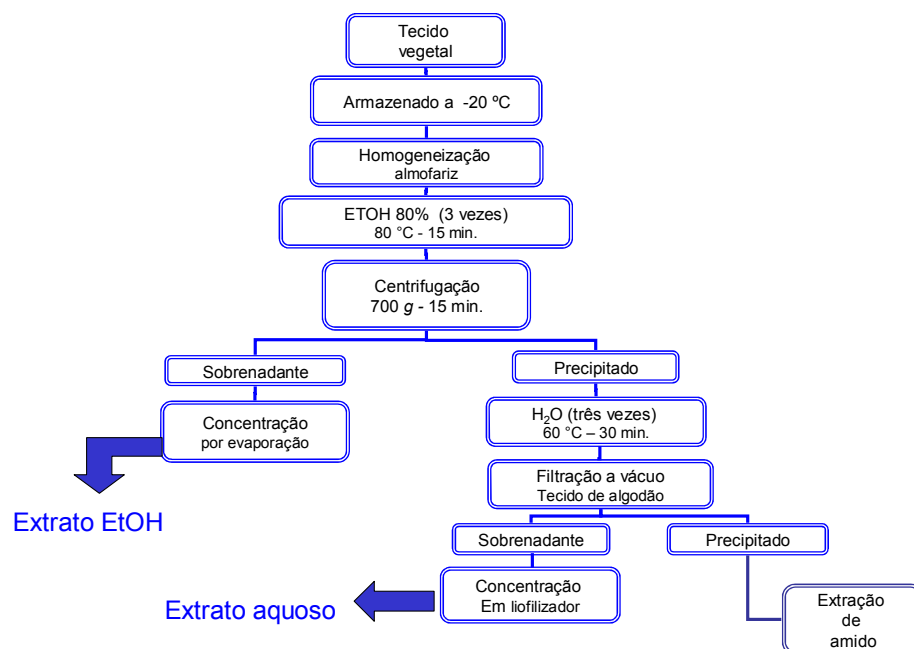 Tecido
vegetal
Armazenado a -20 ºC
Homogeneização
almofariz
ETOH 80% (3 vezes)
80 °C - 15 min.
Centrifugação
700 g - 15 min.
Sobrenadante
Precipitado
Concentração
por evaporação
H₂O (três vezes)
60 °C – 30 min.
Filtração a vácuo
Tecido de algodão
Extrato EtOH
Sobrenadante
Precipitado
Concentração
Em liofilizador
Extrato aquoso
Extração
de
amido